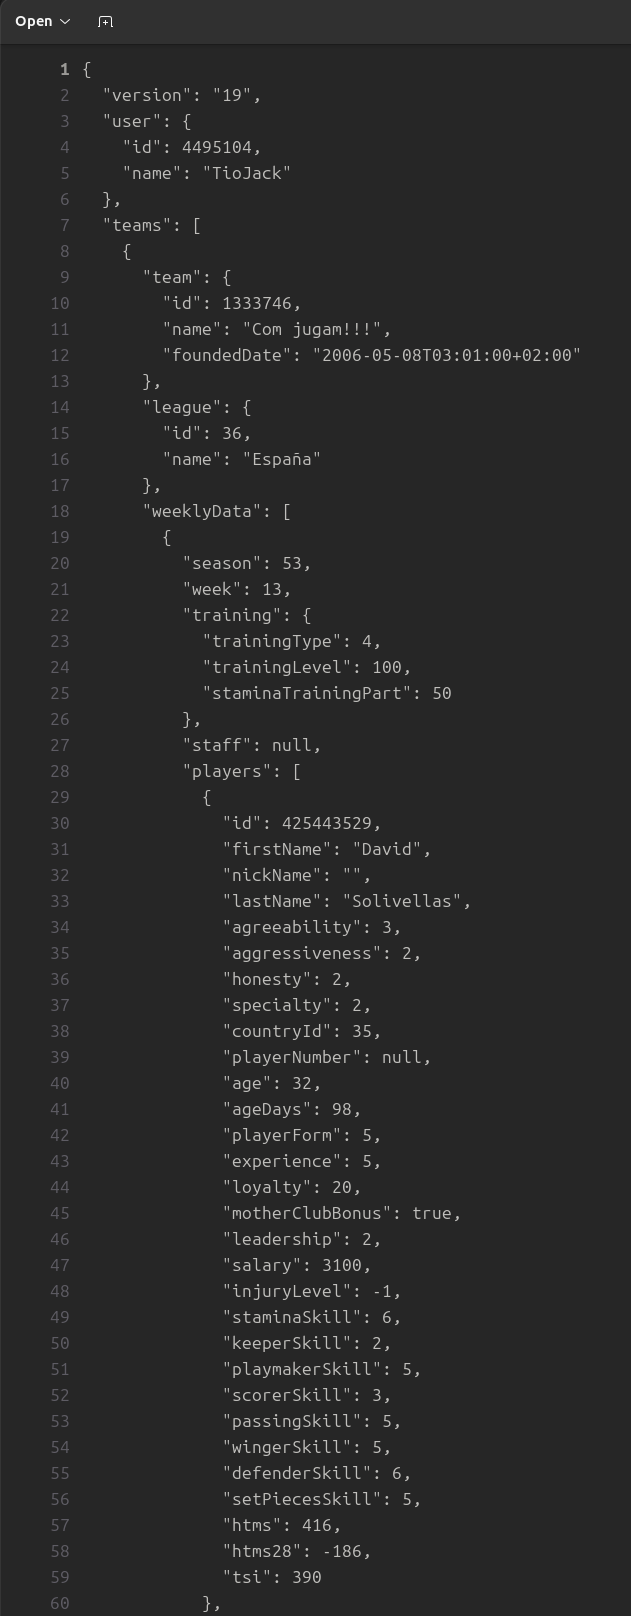 Open
1 {
2   "version": "19",
3   "user": {
4     "id": 4495104,
5     "name": "TioJack"
6   },
7   "teams": [
8     {
9       "team": {
10         "id": 1333746,
11         "name": "Com jugam!!!",
12         "foundedDate": "2006-05-08T03:01:00+02:00"
13       },
14       "league": {
15         "id": 36,
16         "name": "España"
17       },
18       "weeklyData": [
19         {
20           "season": 53,
21           "week": 13,
22           "training": {
23             "trainingType": 4,
24             "trainingLevel": 100,
25             "staminaTrainingPart": 50
26           },
27           "staff": null,
28           "players": [
29             {
30               "id": 425443529,
31               "firstName": "David",
32               "nickName": "",
33               "lastName": "Solivellas",
34               "agreeability": 3,
35               "aggressiveness": 2,
36               "honesty": 2,
37               "specialty": 2,
38               "countryId": 35,
39               "playerNumber": null,
40               "age": 32,
41               "ageDays": 98,
42               "playerForm": 5,
43               "experience": 5,
44               "loyalty": 20,
45               "motherClubBonus": true,
46               "leadership": 2,
47               "salary": 3100,
48               "injuryLevel": -1,
49               "staminaSkill": 6,
50               "keeperSkill": 2,
51               "playmakerSkill": 5,
52               "scorerSkill": 3,
53               "passingSkill": 5,
54               "wingerSkill": 5,
55               "defenderSkill": 6,
56               "setPiecesSkill": 5,
57               "htms": 416,
58               "htms28": -186,
59               "tsi": 390
60             },